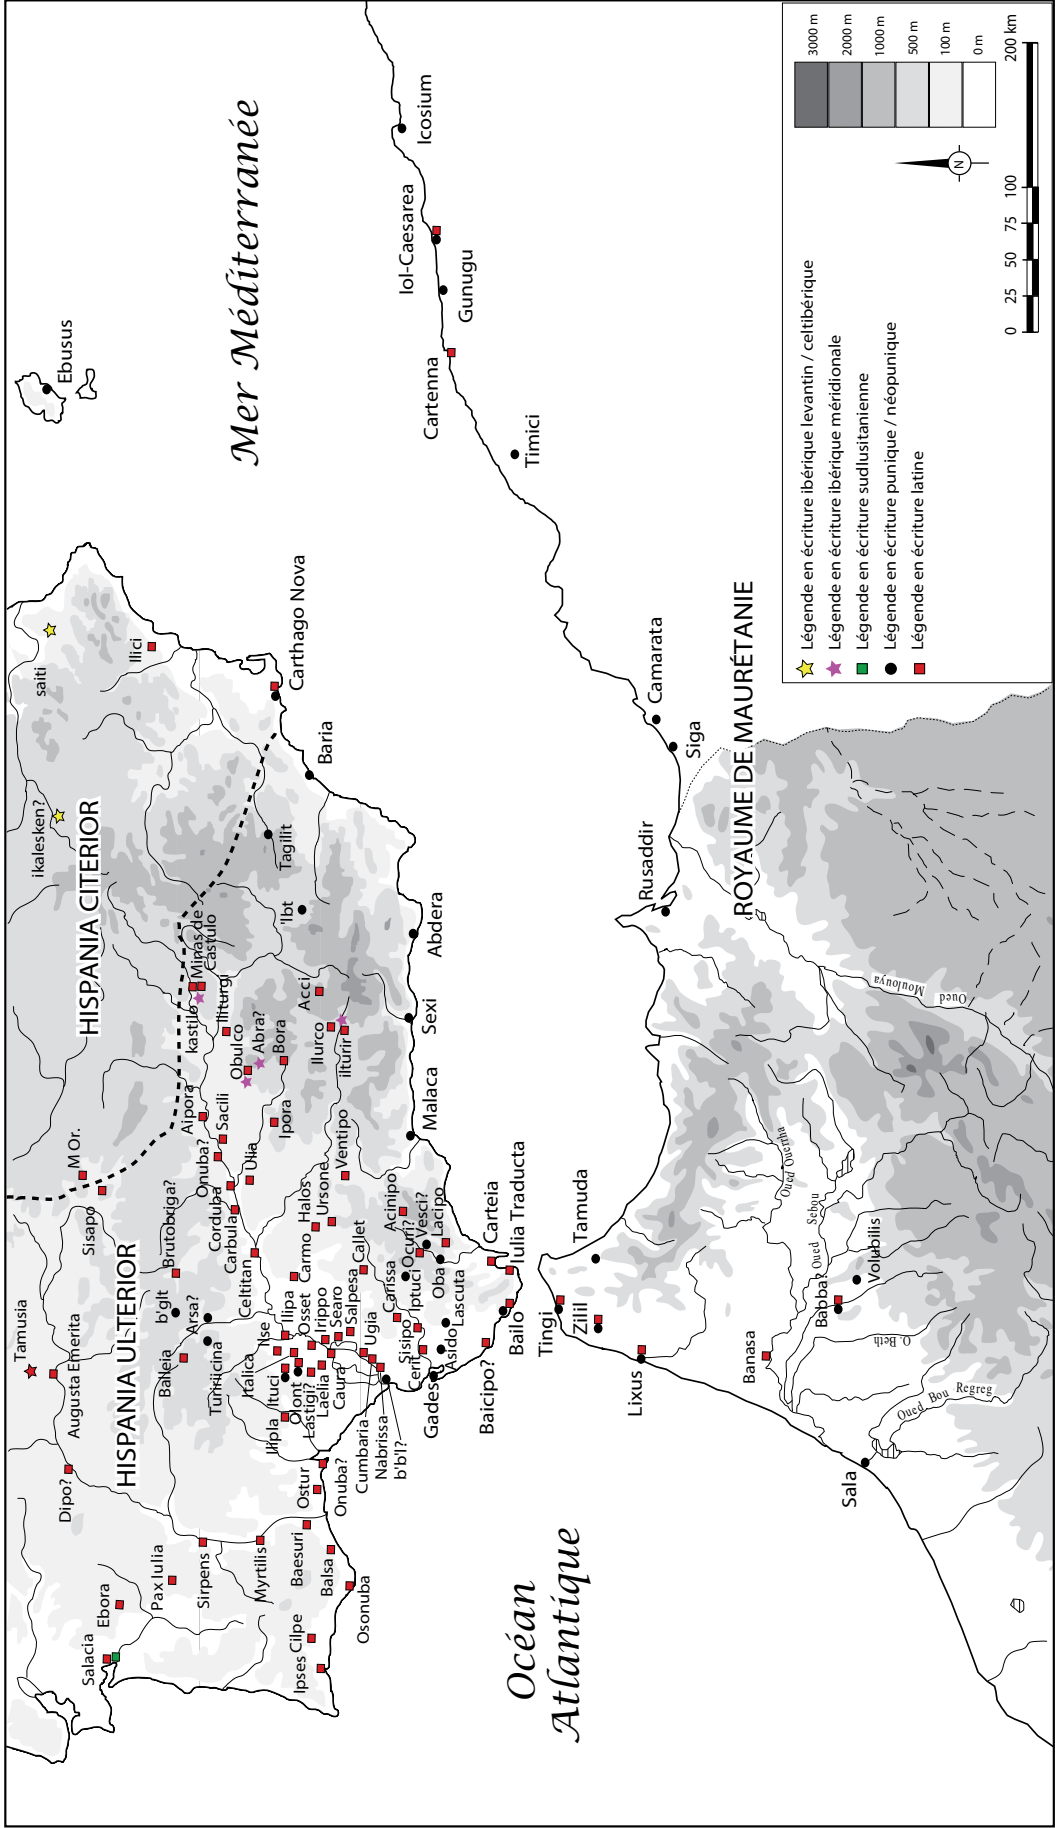 Mer Méditerranée
Océan
Atlantique
HISPANIA CITERIOR
HISPANIA ULTERIOR
ROYAUME DE MAURÉTANIE
Ebusus
saiti
Ilici
ikalesken?
Carthago Nova
Baria
Tagilit
'lbt
Abdera
Minas de
Castulo
kastilo
Iliturgi
Obulco
Abra?
Bora
Acci
Ilurco
ilturir
Sexi
Malaca
Aipora
Sacili
Ipora
Onuba?
Ulia
Ventipo
M Or.
Sisapo
Corduba
Carbula
Halos
Ursone
Brutobriga?
Celtitan
Carmo
Callet
Acinipo
Ocuri?
Vesci?
Lacipo
Carteia
Iulia Traducta
Tamusia
Augusta Emerita
b'glt
Arsa?
Balleia
Turiricina
Ilse
Ilipa
Osset
Irippo
Searo
Salpesa
Ugia
Carissa
Iptuci
Oba
Lascuta
Italica
Ituci
Olont
Lastigi?
Laelia
Caura
Sisipo
Cerit
Asido
Gades
Baicipo?
Bailo
Dipo?
Ilipla
Cumbaria
Nabrissa
b'b'l?
Ostur
Onuba?
Salacia
Ebora
Pax Iulia
Sirpens
Myrtilis
Baesuri
Balsa
Osonuba
Ipses
Cilpe
Icosium
Iol-Caesarea
Gunugu
Cartenna
Timici
Camarata
Siga
Rusaddir
Tamuda
Tingi
Zilil
Lixus
Banasa
Babba?
Volubilis
Sala
Oued Moulouya
Oued Ouerrha
Oued Sebou
O. Beth
Oued Bou Regreg
Légende en écriture ibérique levantin / celtibérique
Légende en écriture ibérique méridionale
Légende en écriture sudlusitanienne
Légende en écriture punique / néopunique
Légende en écriture latine
3000 m
2000 m
1000 m
500 m
100 m
0 m
N
0 25 50 75 100 200 km